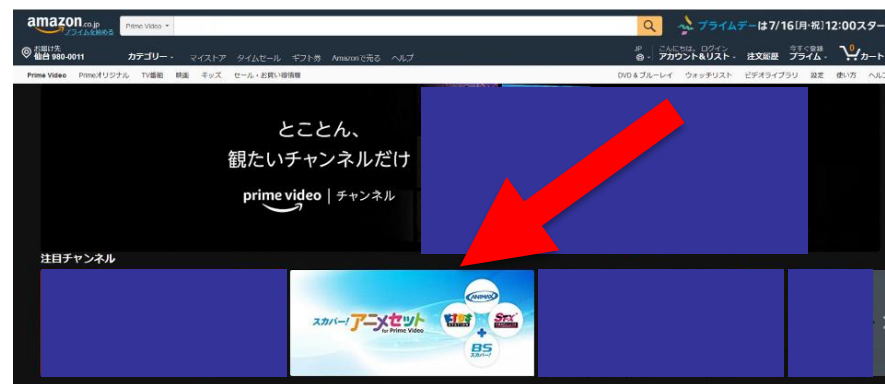 amazon.co.jp
プライムを始める
Prime Video
プライムデーは7/16[月・祝]12:00スター
お届け先
仙台 980-0011
カテゴリー
マイストア タイムセール ギフト券 Amazonで売る ヘルプ
JP
こんにちは。ログイン
アカウント&リスト
注文履歴
今すぐ登録
プライム
0
カート
Prime Video Primeオリジナル TV番組 映画 キッズ セール・お買い得情報
DVD & ブルーレイ ウォッチリスト ビデオライブラリ 設定 使い方 ヘル
とことん、
観たいチャンネルだけ
prime video | チャンネル
注目チャンネル
スカパー! アニメセット
for Prime Video
ANIMAX
STATION
+
BS
スカパー!